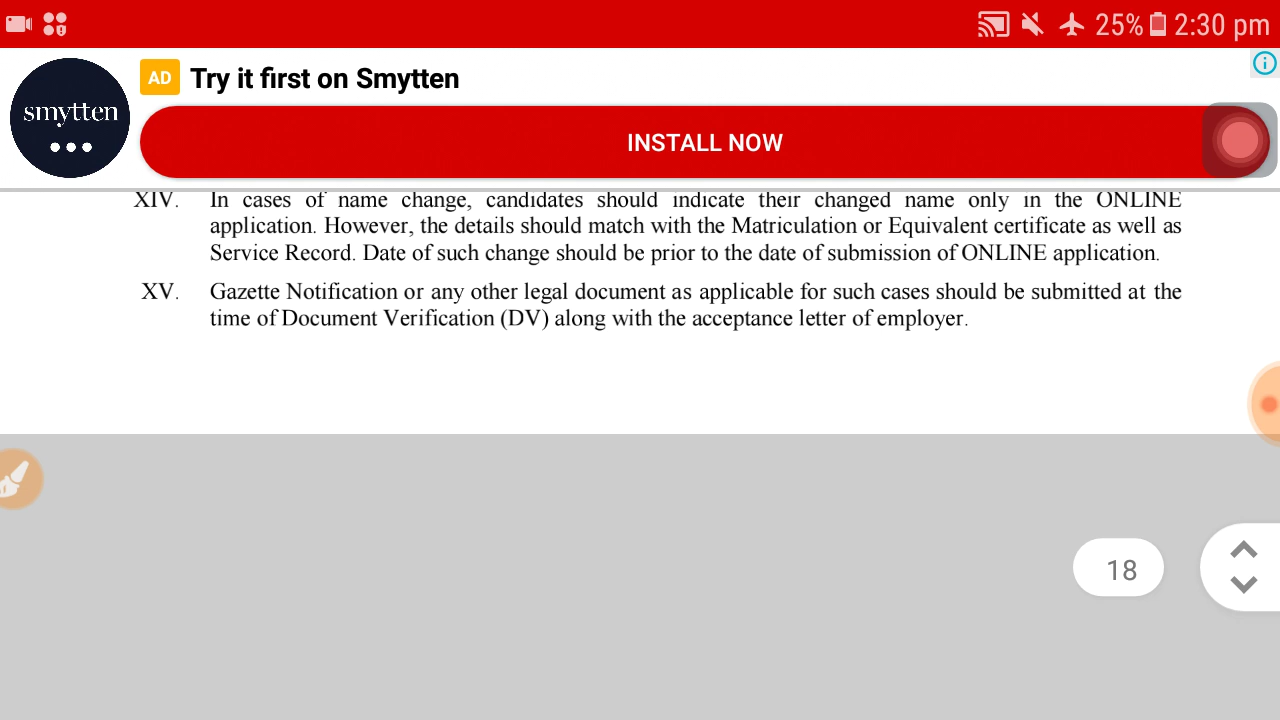 25% 2:30 pm
smytten
AD Try it first on Smytten
INSTALL NOW
XIV. In cases of name change, candidates should indicate their changed name only in the ONLINE
application. However, the details should match with the Matriculation or Equivalent certificate as well as
Service Record. Date of such change should be prior to the date of submission of ONLINE application.
XV. Gazette Notification or any other legal document as applicable for such cases should be submitted at the
time of Document Verification (DV) along with the acceptance letter of employer.
18